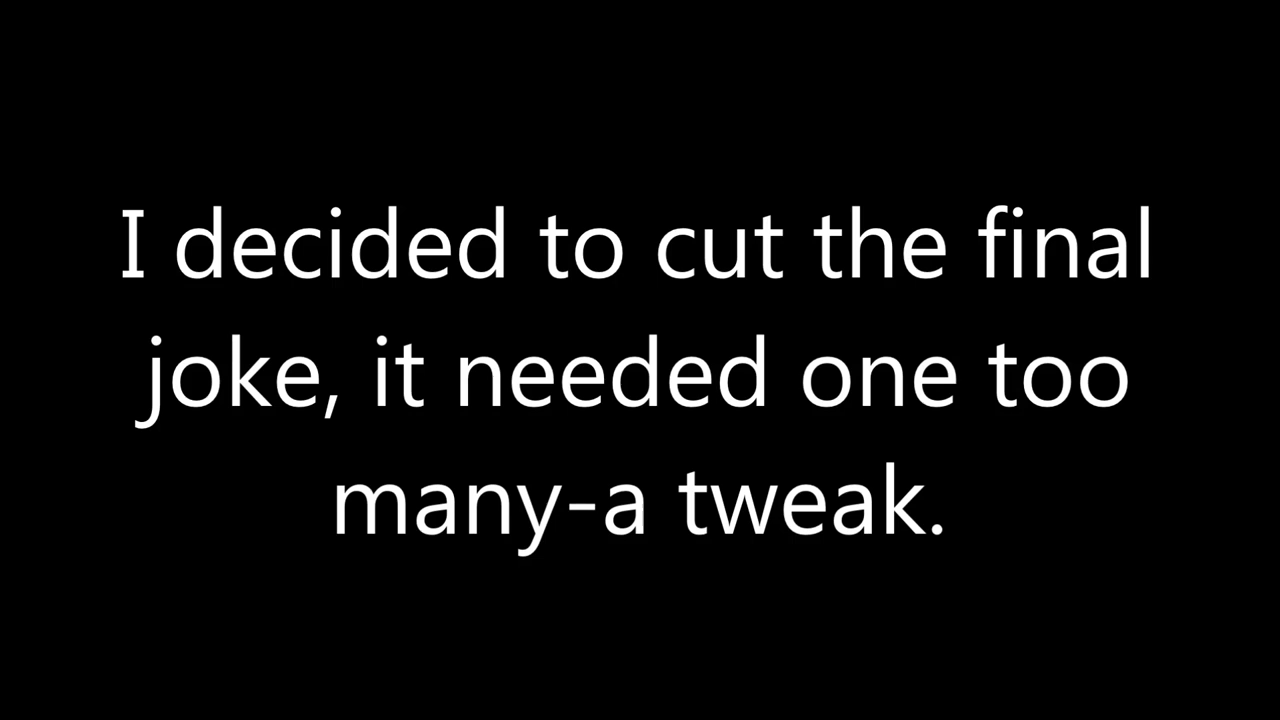 I decided to cut the final
joke, it needed one too
many-a tweak.